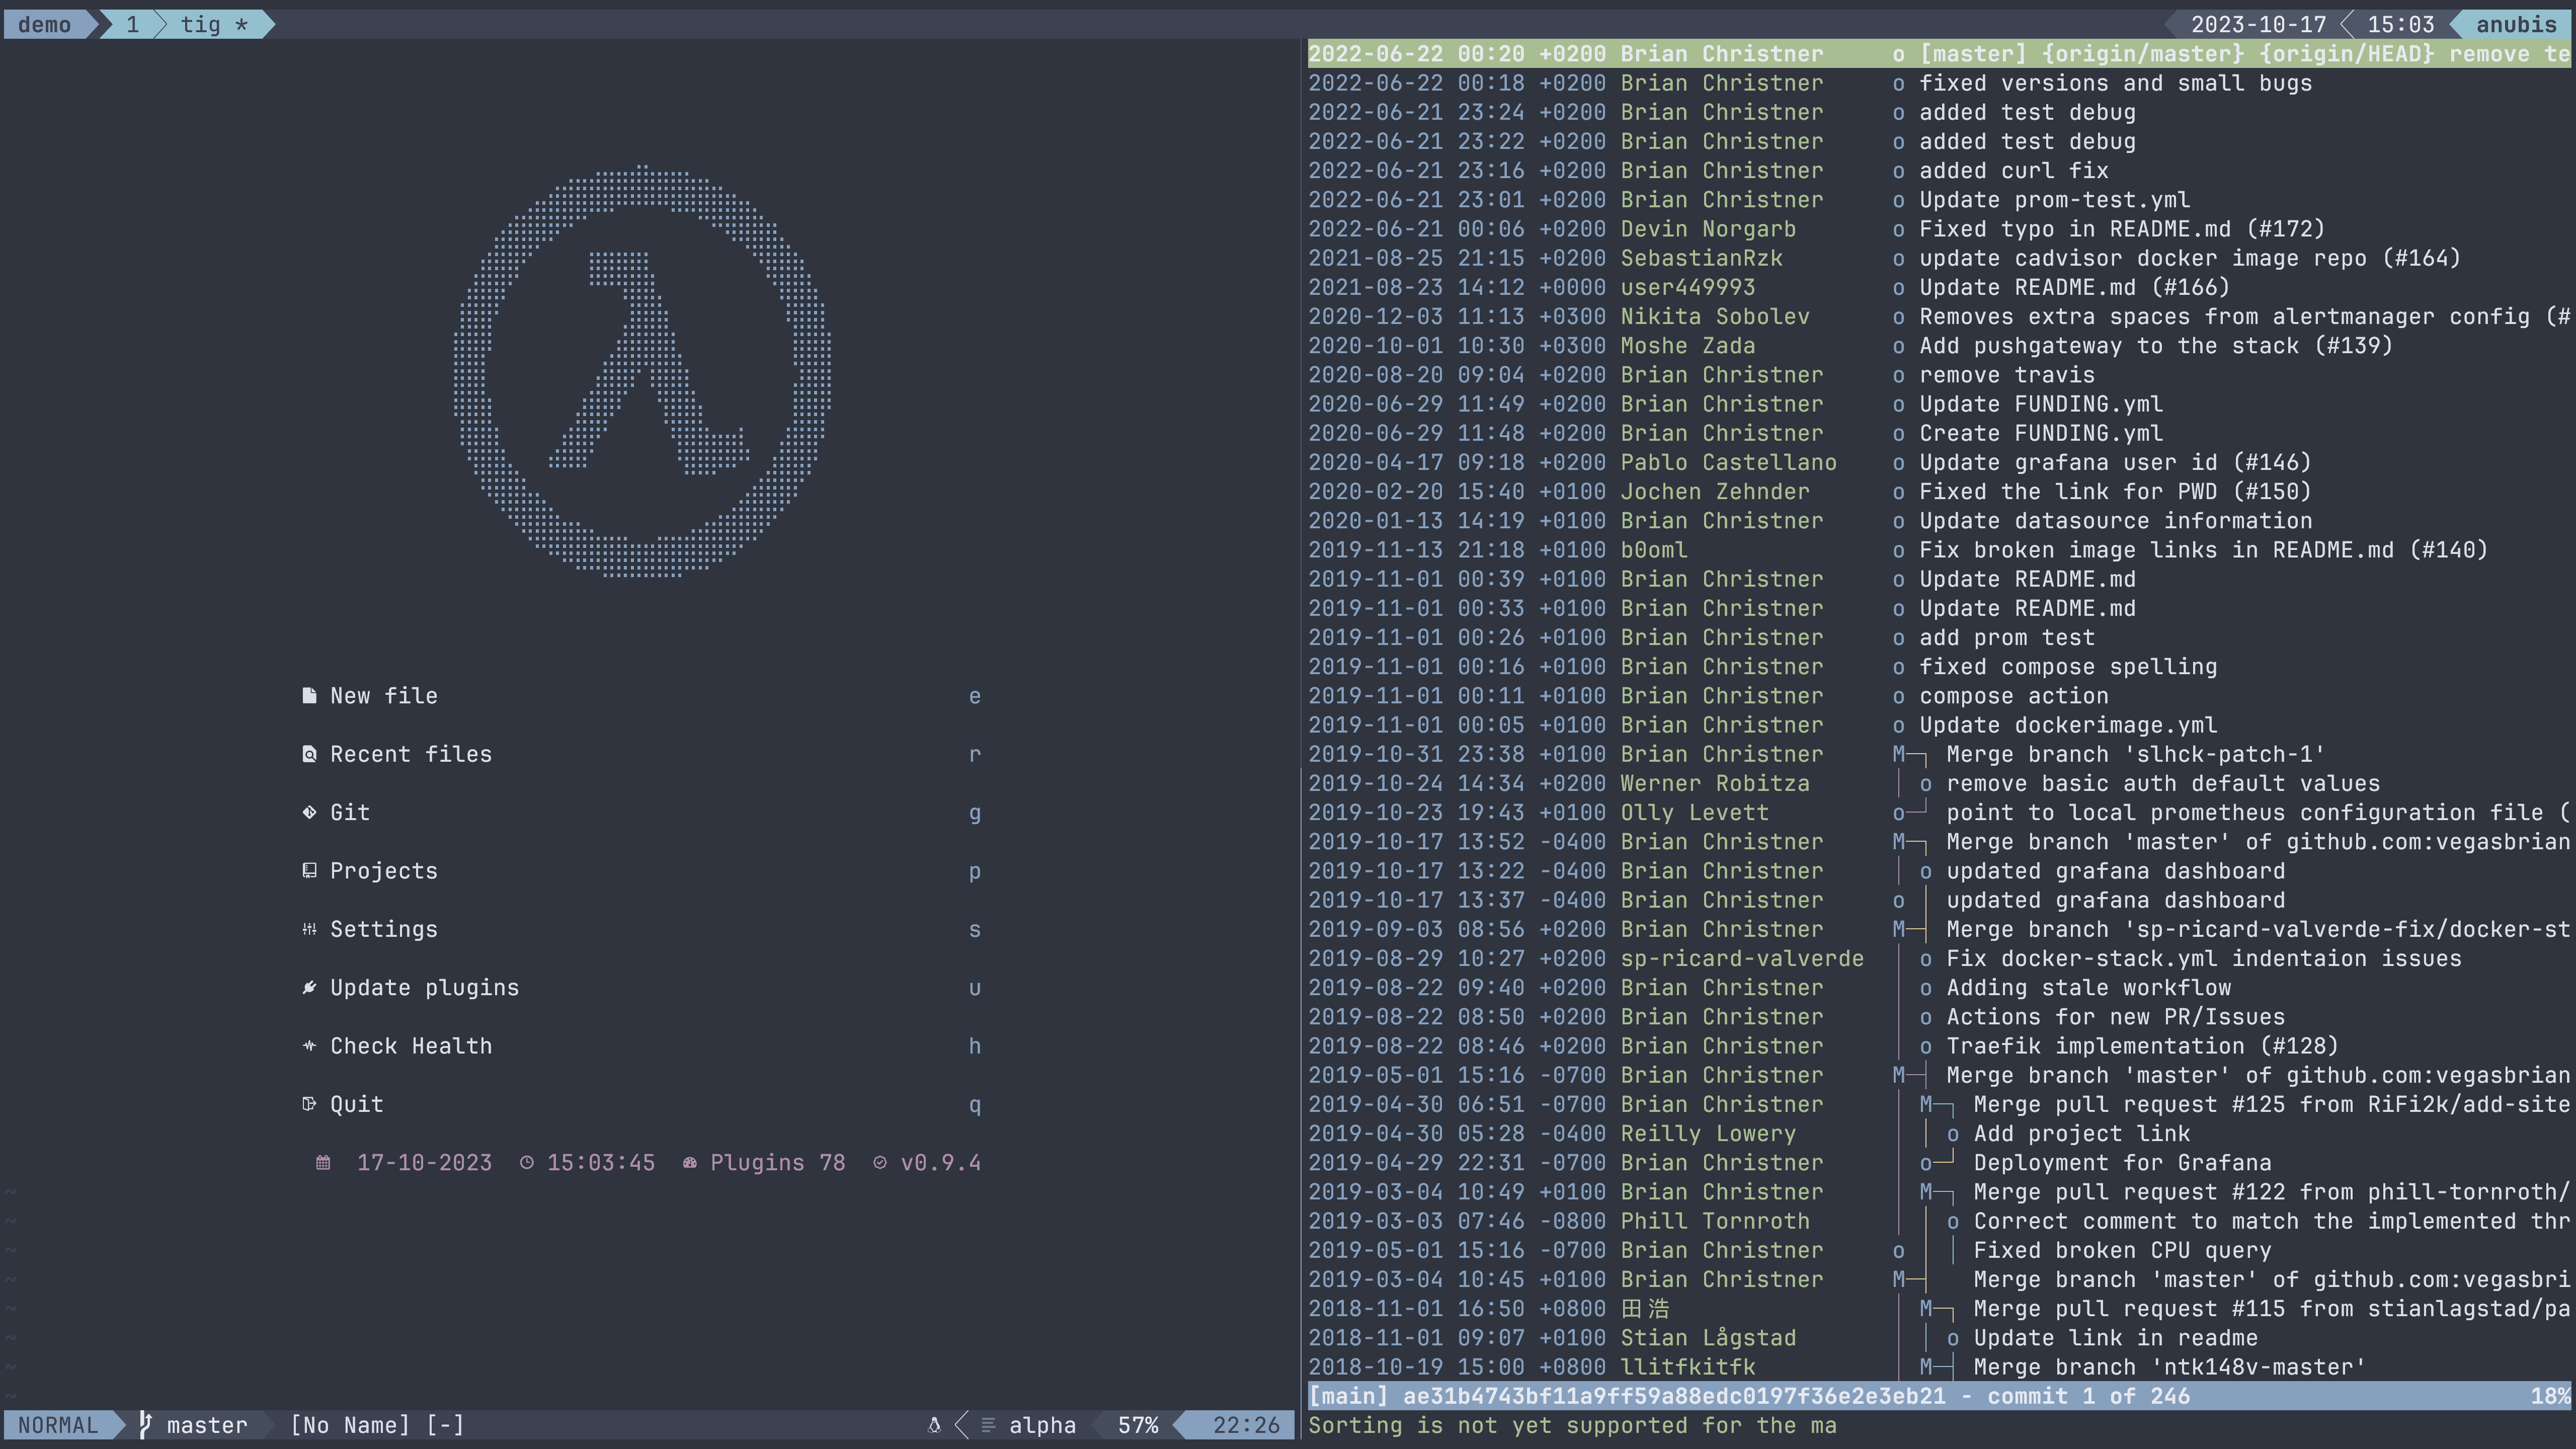 demo 1 tig * 2023-10-17 15:03 anubis
New file e
Recent files r
Git g
Projects p
Settings s
Update plugins u
Check Health h
Quit q
17-10-2023 15:03:45 Plugins 78 v0.9.4
~
~
~
~
~
~
~
~
NORMAL master [No Name] [-] alpha 57% 22:26
2022-06-22 00:20 +0200 Brian Christner o [master] {origin/master} {origin/HEAD} remove te
2022-06-22 00:18 +0200 Brian Christner o fixed versions and small bugs
2022-06-21 23:24 +0200 Brian Christner o added test debug
2022-06-21 23:22 +0200 Brian Christner o added test debug
2022-06-21 23:16 +0200 Brian Christner o added curl fix
2022-06-21 23:01 +0200 Brian Christner o Update prom-test.yml
2022-06-21 00:06 +0200 Devin Norgarb o Fixed typo in README.md (#172)
2021-08-25 21:15 +0200 SebastianRzk o update cadvisor docker image repo (#164)
2021-08-23 14:12 +0000 user449993 o Update README.md (#166)
2020-12-03 11:13 +0300 Nikita Sobolev o Removes extra spaces from alertmanager config (#
2020-10-01 10:30 +0300 Moshe Zada o Add pushgateway to the stack (#139)
2020-08-20 09:04 +0200 Brian Christner o remove travis
2020-06-29 11:49 +0200 Brian Christner o Update FUNDING.yml
2020-06-29 11:48 +0200 Brian Christner o Create FUNDING.yml
2020-04-17 09:18 +0200 Pablo Castellano o Update grafana user id (#146)
2020-02-20 15:40 +0100 Jochen Zehnder o Fixed the link for PWD (#150)
2020-01-13 14:19 +0100 Brian Christner o Update datasource information
2019-11-13 21:18 +0100 b0oml o Fix broken image links in README.md (#140)
2019-11-01 00:39 +0100 Brian Christner o Update README.md
2019-11-01 00:33 +0100 Brian Christner o Update README.md
2019-11-01 00:26 +0100 Brian Christner o add prom test
2019-11-01 00:16 +0100 Brian Christner o fixed compose spelling
2019-11-01 00:11 +0100 Brian Christner o compose action
2019-11-01 00:05 +0100 Brian Christner o Update dockerimage.yml
2019-10-31 23:38 +0100 Brian Christner M─┐ Merge branch 'slhck-patch-1'
2019-10-24 14:34 +0200 Werner Robitza │ o remove basic auth default values
2019-10-23 19:43 +0100 Olly Levett o─┘ point to local prometheus configuration file (
2019-10-17 13:52 -0400 Brian Christner M─┐ Merge branch 'master' of github.com:vegasbrian
2019-10-17 13:22 -0400 Brian Christner │ o updated grafana dashboard
2019-10-17 13:37 -0400 Brian Christner o │ updated grafana dashboard
2019-09-03 08:56 +0200 Brian Christner M─┤ Merge branch 'sp-ricard-valverde-fix/docker-st
2019-08-29 10:27 +0200 sp-ricard-valverde │ o Fix docker-stack.yml indentaion issues
2019-08-22 09:40 +0200 Brian Christner │ o Adding stale workflow
2019-08-22 08:50 +0200 Brian Christner │ o Actions for new PR/Issues
2019-08-22 08:46 +0200 Brian Christner │ o Traefik implementation (#128)
2019-05-01 15:16 -0700 Brian Christner M─┤ Merge branch 'master' of github.com:vegasbrian
2019-04-30 06:51 -0700 Brian Christner │ M─┐ Merge pull request #125 from RiFi2k/add-site
2019-04-30 05:28 -0400 Reilly Lowery │ │ o Add project link
2019-04-29 22:31 -0700 Brian Christner │ o─┘ Deployment for Grafana
2019-03-04 10:49 +0100 Brian Christner │ M─┐ Merge pull request #122 from phill-tornroth/
2019-03-03 07:46 -0800 Phill Tornroth │ │ o Correct comment to match the implemented thr
2019-05-01 15:16 -0700 Brian Christner o │ │ Fixed broken CPU query
2019-03-04 10:45 +0100 Brian Christner M─┤ Merge branch 'master' of github.com:vegasbri
2018-11-01 16:50 +0800 田浩 │ M─┐ Merge pull request #115 from stianlagstad/pa
2018-11-01 09:07 +0100 Stian Lågstad │ │ o Update link in readme
2018-10-19 15:00 +0800 llitfkitfk │ M─┤ Merge branch 'ntk148v-master'
[main] ae31b4743bf11a9ff59a88edc0197f36e2e3eb21 - commit 1 of 246 18%
Sorting is not yet supported for the ma